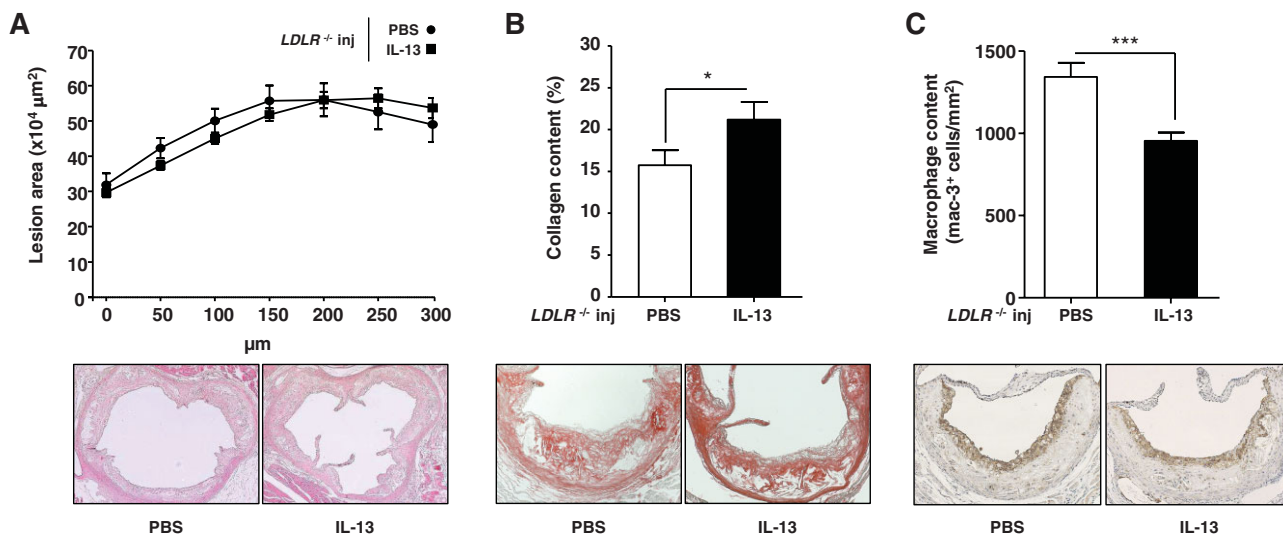 A
LDLR -/- inj
PBS
IL-13
Lesion area (x10⁴ µm²)
70
60
50
40
30
20
10
0
0 50 100 150 200 250 300
µm
PBS IL-13
B
Collagen content (%)
30
25
20
15
10
5
0
*
LDLR -/- inj PBS IL-13
PBS IL-13
C
Macrophage content
(mac-3⁺ cells/mm²)
1500
1000
500
0
***
LDLR -/- inj PBS IL-13
PBS IL-13